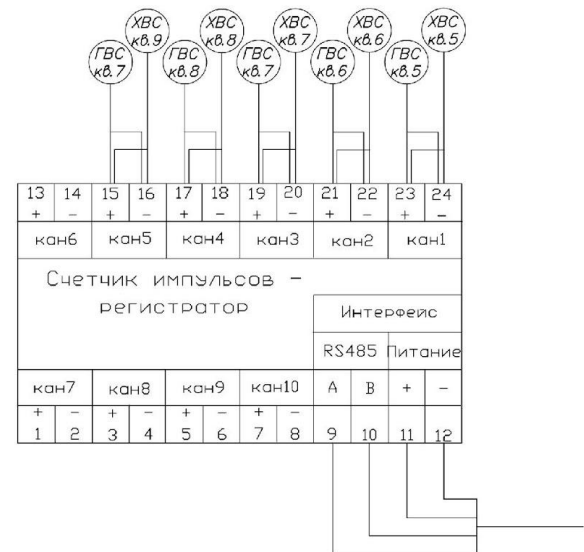 ХВС кв.9 ХВС кв.8 ХВС кв.7 ХВС кв.6 ХВС кв.5
ГВС кв.7 ГВС кв.8 ГВС кв.7 ГВС кв.6 ГВС кв.5
13 14 15 16 17 18 19 20 21 22 23 24
+ − + − + − + − + − + −
кан6 кан5 кан4 кан3 кан2 кан1
Счетчик импульсов −
регистратор
Интерфейс
RS485 Питание
кан7 кан8 кан9 кан10 A B + −
+ − + − + − + −
1 2 3 4 5 6 7 8 9 10 11 12